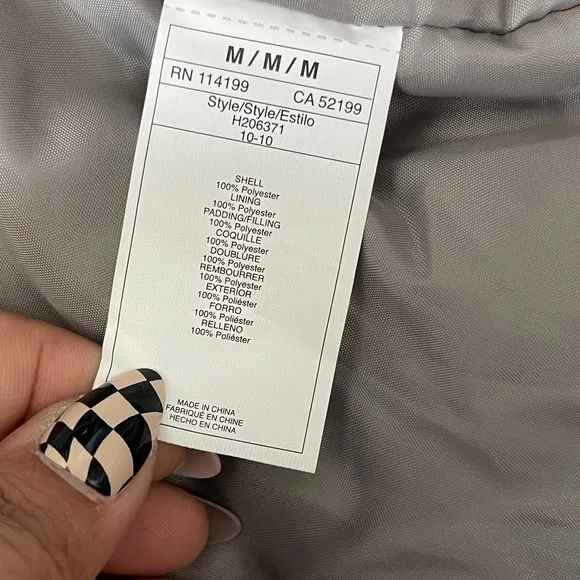 M/M/M
RN 114199 CA 52199
Style/Style/Estilo
H206371
10-10
SHELL
100% Polyester
LINING
100% Polyester
PADDING/FILLING
100% Polyester
COQUILLE
100% Polyester
DOUBLURE
100% Polyester
REMBOURRER
100% Polyester
EXTERIOR
100% Poliéster
FORRO
100% Poliéster
RELLENO
100% Poliéster
MADE IN CHINA
FABRIQUÉ EN CHINE
HECHO EN CHINA